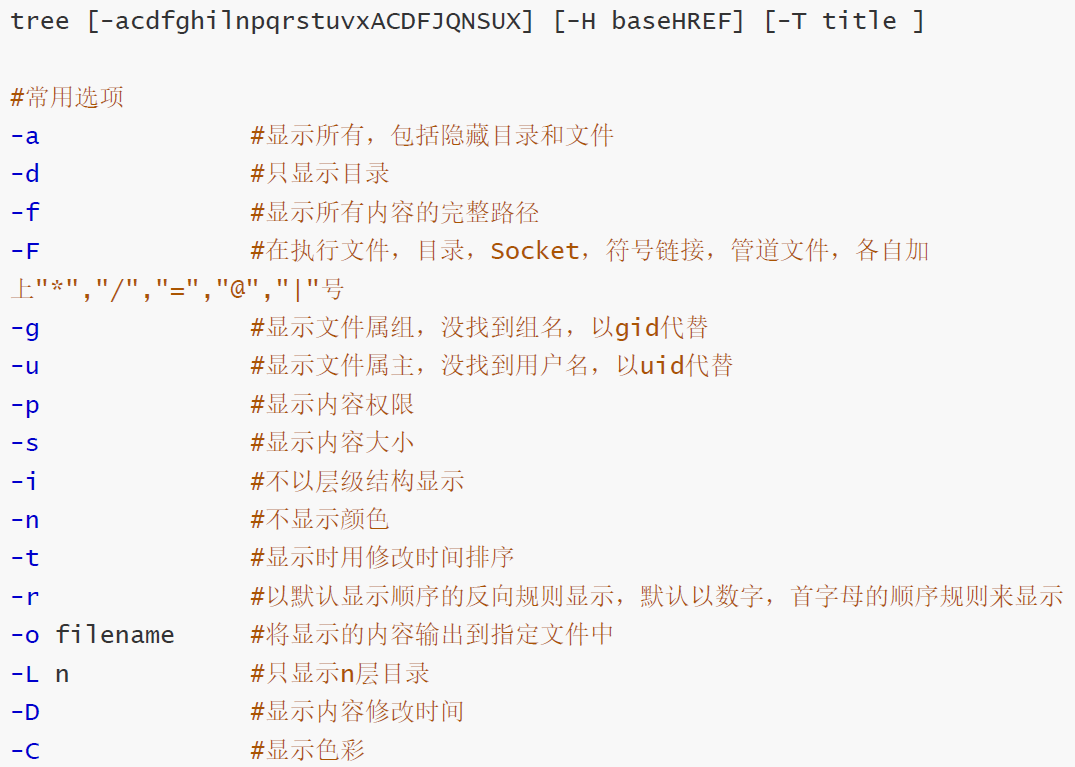 tree [-acdfghilnpqrstuvxACDFJQNSUX] [-H baseHREF] [-T title ]
#常用选项
-a #显示所有，包括隐藏目录和文件
-d #只显示目录
-f #显示所有内容的完整路径
-F #在执行文件，目录，Socket，符号链接，管道文件，各自加
上"*","/","=","@","|"号
-g #显示文件属组，没找到组名，以gid代替
-u #显示文件属主，没找到用户名，以uid代替
-p #显示内容权限
-s #显示内容大小
-i #不以层级结构显示
-n #不显示颜色
-t #显示时用修改时间排序
-r #以默认显示顺序的反向规则显示，默认以数字，首字母的顺序规则来显示
-o filename #将显示的内容输出到指定文件中
-L n #只显示n层目录
-D #显示内容修改时间
-C #显示色彩